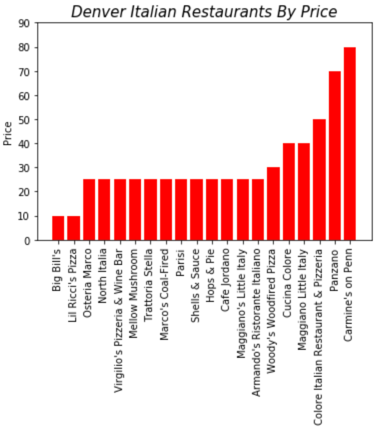 Denver Italian Restaurants By Price
90
80
70
60
50
40
30
20
10
0
Price
Big Bill's
Lil Ricci's Pizza
Osteria Marco
North Italia
Virgilio's Pizzeria & Wine Bar
Mellow Mushroom
Trattoria Stella
Marco's Coal-Fired
Parisi
Shells & Sauce
Hops & Pie
Cafe Jordano
Maggiano's Little Italy
Armando's Ristorante Italiano
Woody's Woodfired Pizza
Cucina Colore
Maggiano Little Italy
Colore Italian Restaurant & Pizzeria
Panzano
Carmine's on Penn